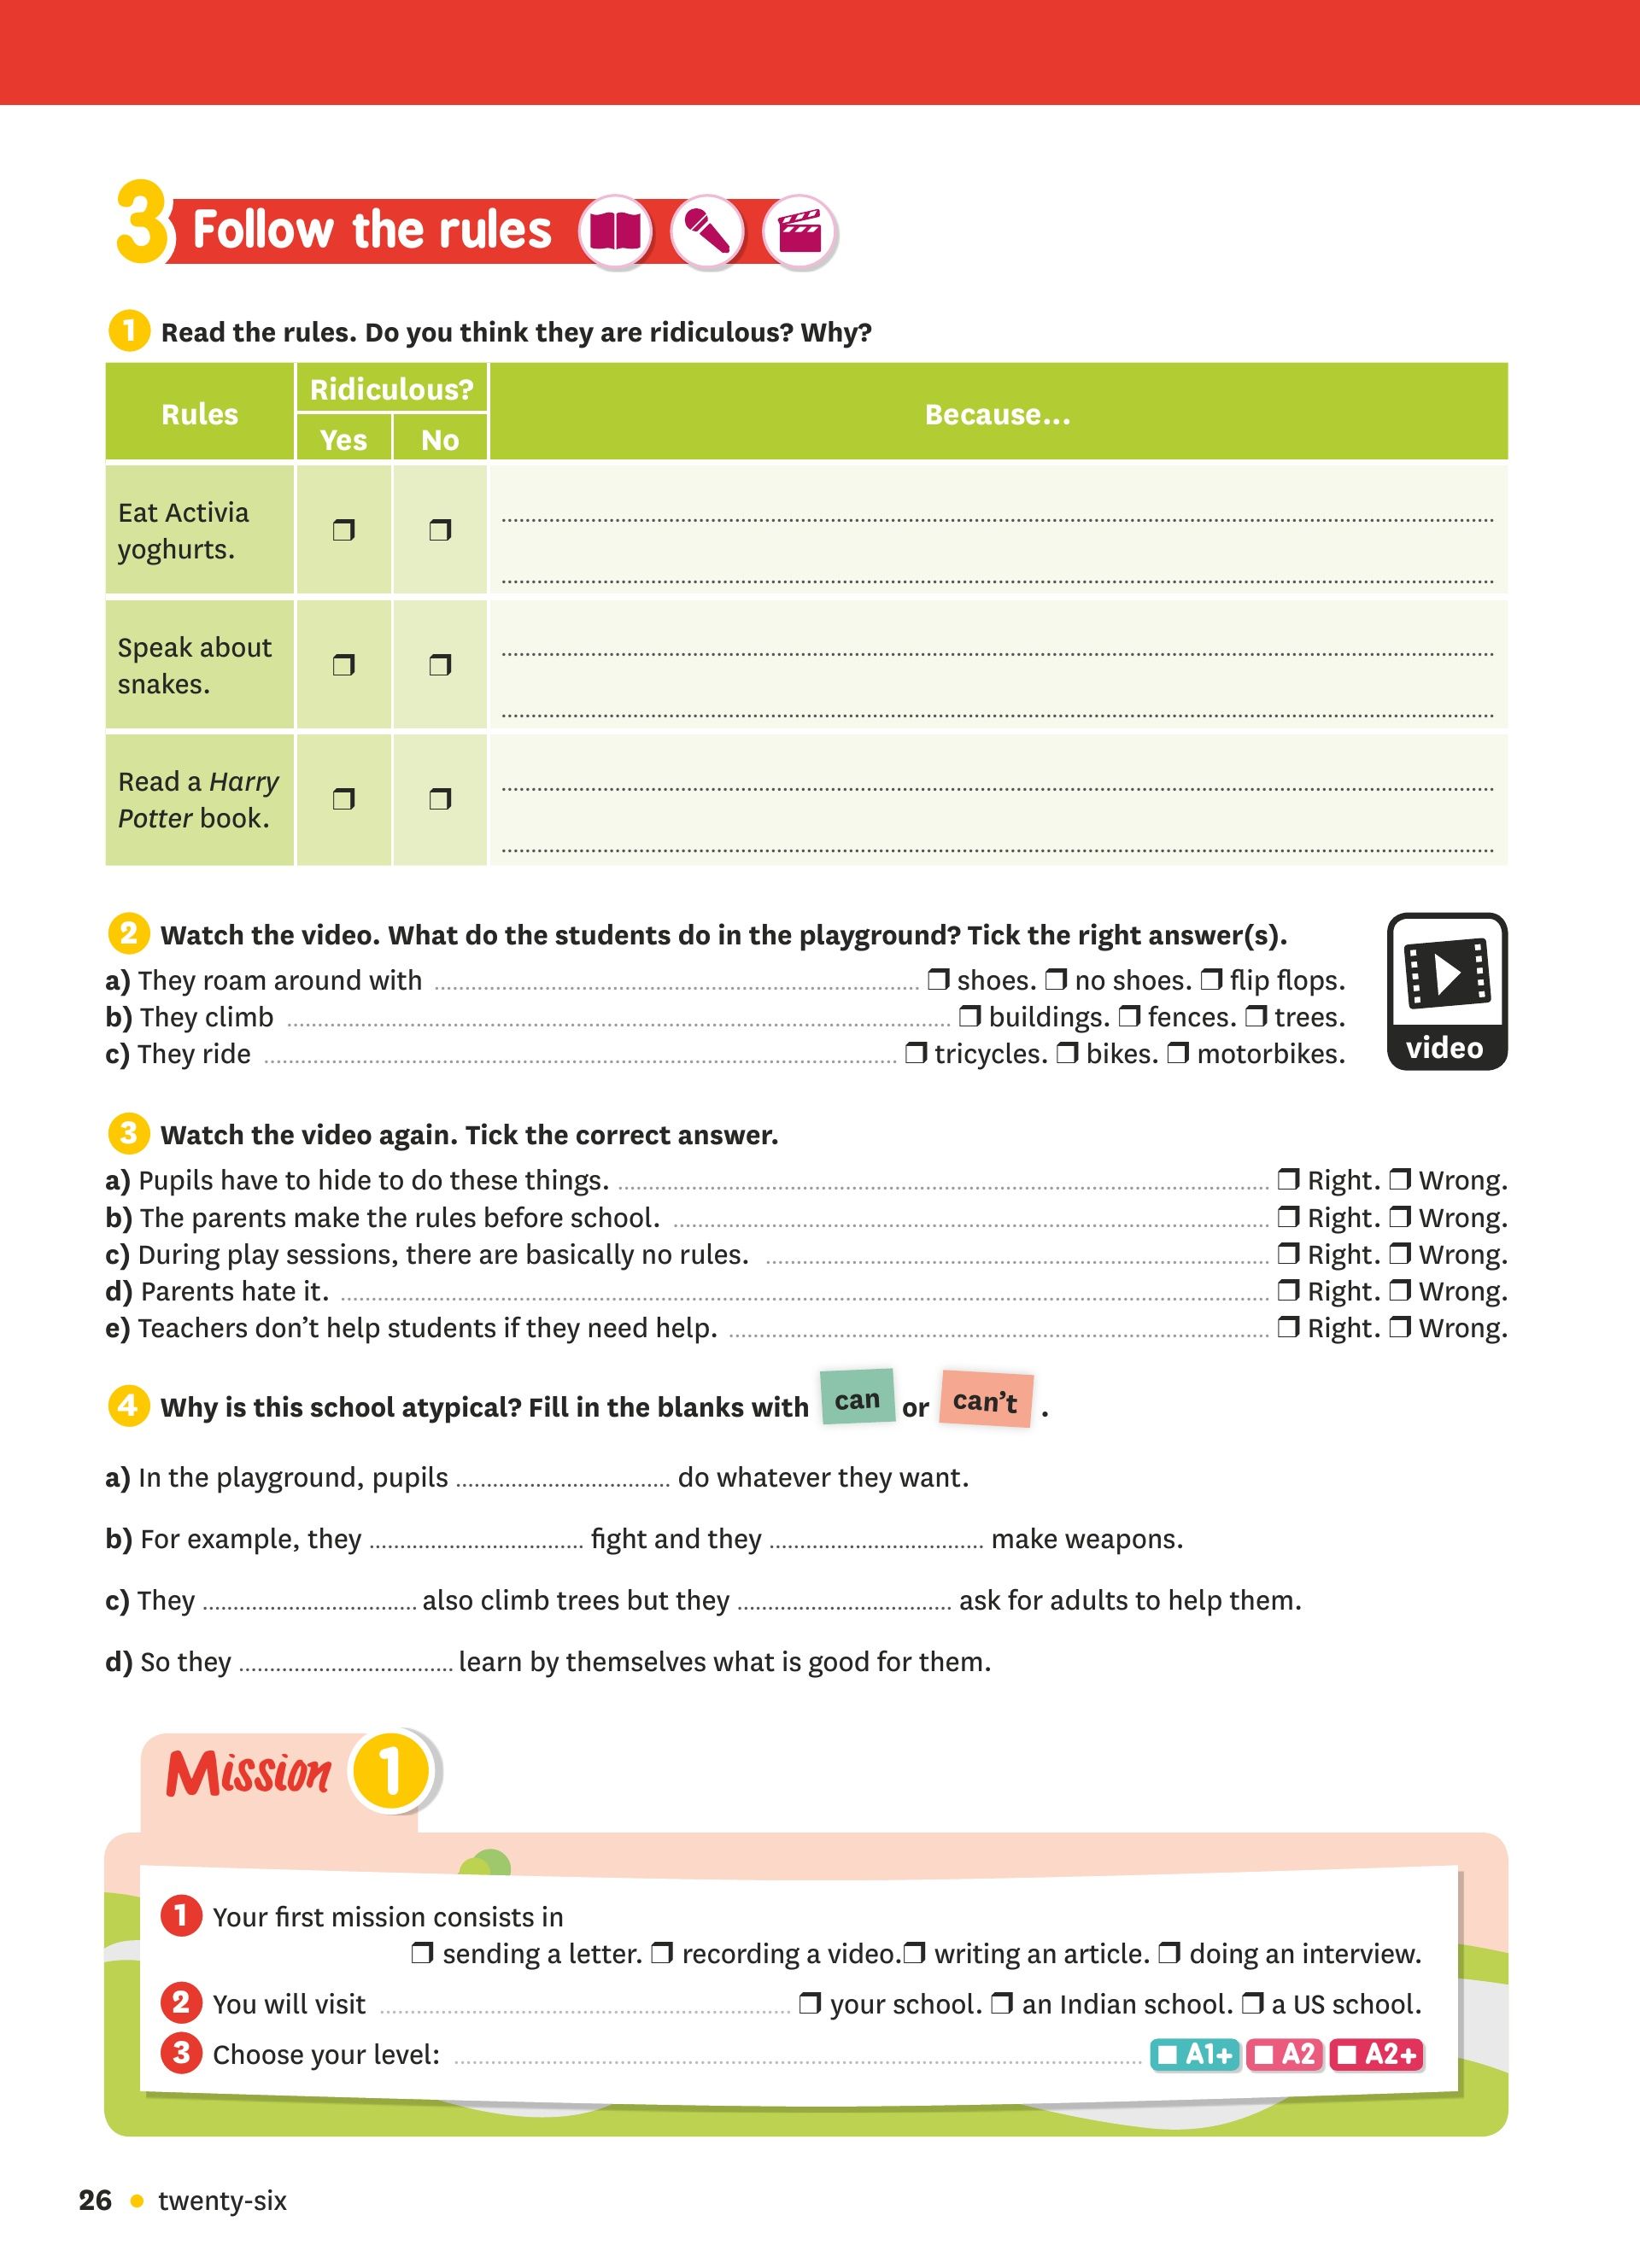 3 Follow the rules
1 Read the rules. Do you think they are ridiculous? Why?
Rules
Ridiculous?
Yes No
Because...
Eat Activia
yoghurts.
❒ ❒
Speak about
snakes.
❒ ❒
Read a Harry
Potter book.
❒ ❒
2 Watch the video. What do the students do in the playground? Tick the right answer(s).
a) They roam around with ❒ shoes. ❒ no shoes. ❒ flip flops.
b) They climb ❒ buildings. ❒ fences. ❒ trees.
c) They ride ❒ tricycles. ❒ bikes. ❒ motorbikes.
video
3 Watch the video again. Tick the correct answer.
a) Pupils have to hide to do these things. ❒ Right. ❒ Wrong.
b) The parents make the rules before school. ❒ Right. ❒ Wrong.
c) During play sessions, there are basically no rules. ❒ Right. ❒ Wrong.
d) Parents hate it. ❒ Right. ❒ Wrong.
e) Teachers don't help students if they need help. ❒ Right. ❒ Wrong.
4 Why is this school atypical? Fill in the blanks with can or can't .
a) In the playground, pupils .................................. do whatever they want.
b) For example, they .................................. fight and they .................................. make weapons.
c) They .................................. also climb trees but they .................................. ask for adults to help them.
d) So they .................................. learn by themselves what is good for them.
Mission 1
1 Your first mission consists in
❒ sending a letter. ❒ recording a video.❒ writing an article. ❒ doing an interview.
2 You will visit ❒ your school. ❒ an Indian school. ❒ a US school.
3 Choose your level: ■ A1+ ■ A2 ■ A2+
26 • twenty-six